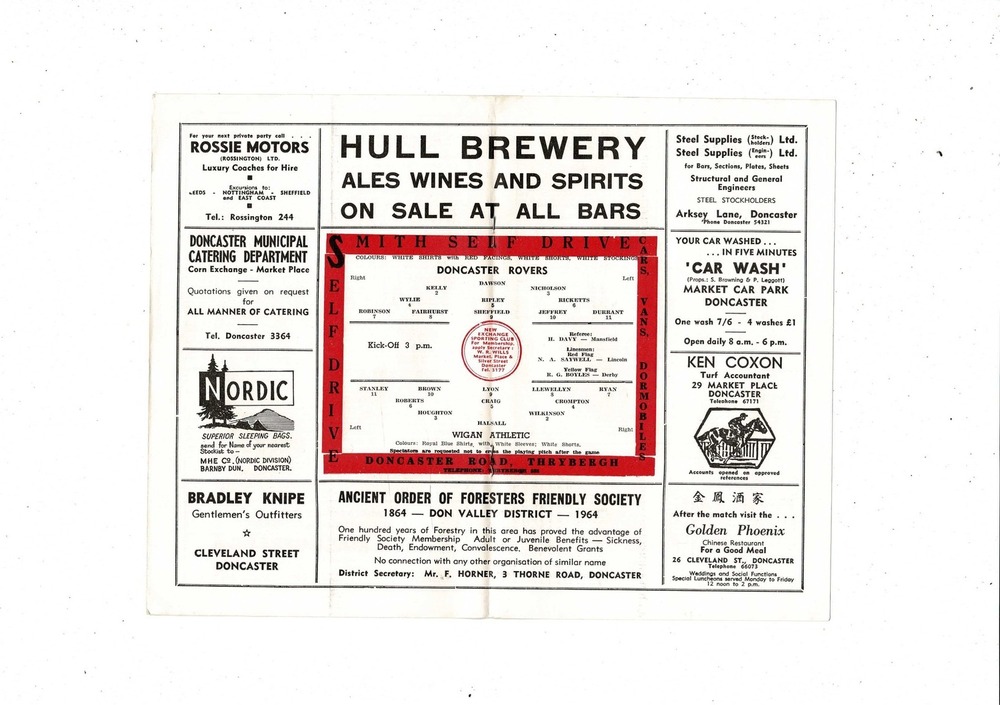 For your next private party call . . .
ROSSIE MOTORS
(ROSSINGTON) LTD.
Luxury Coaches for Hire
Excursions to:
LEEDS - NOTTINGHAM - SHEFFIELD
and EAST COAST
Tel.: Rossington 244
DONCASTER MUNICIPAL
CATERING DEPARTMENT
Corn Exchange - Market Place
Quotations given on request
for
ALL MANNER OF CATERING
Tel. Doncaster 3364
NORDIC
SUPERIOR SLEEPING BAGS.
send for Name of your nearest
Stockist to—
MHE Co. (NORDIC DIVISION)
BARNBY DUN. DONCASTER.
BRADLEY KNIPE
Gentlemen's Outfitters
CLEVELAND STREET
DONCASTER
HULL BREWERY
ALES WINES AND SPIRITS
ON SALE AT ALL BARS
SMITH SELF DRIVE
CARS, VANS, DORMOBILES
SELF DRIVE
COLOURS: WHITE SHIRTS with RED FACINGS, WHITE SHORTS, WHITE STOCKINGS
DONCASTER ROVERS
Right Left
DAWSON
KELLY NICHOLSON
2 3
WYLIE RIPLEY RICKETTS
4 5 6
ROBINSON FAIRHURST SHEFFIELD JEFFREY DURRANT
7 8 9 10 11
Kick-Off 3 p.m.
NEW
EXCHANGE
SPORTING CLUB
For Membership,
apply Secretary:
W. R. WILLS
Market Place &
Silver Street
Doncaster
Tel. 3177
Referee:
H. DAVY — Mansfield
Linesmen:
Red Flag
N. A. SAYWELL — Lincoln
Yellow Flag
R. G. BOYLES — Derby
STANLEY BROWN LYON LLEWELLYN RYAN
11 10 9 8 7
ROBERTS CRAIG CROMPTON
6 5 4
HOUGHTON WILKINSON
3 2
HALSALL
Left Right
WIGAN ATHLETIC
Colours: Royal Blue Shirts, with White Sleeves; White Shorts.
Spectators are requested not to cross the playing pitch after the game
DONCASTER ROAD, THRYBERGH
ANCIENT ORDER OF FORESTERS FRIENDLY SOCIETY
1864 — DON VALLEY DISTRICT — 1964
One hundred years of Forestry in this area has proved the advantage of
Friendly Society Membership Adult or Juvenile Benefits — Sickness,
Death, Endowment, Convalescence. Benevolent Grants
No connection with any other organisation of similar name
District Secretary: Mr. F. HORNER, 3 THORNE ROAD, DONCASTER
Steel Supplies (Stock-holders) Ltd.
Steel Supplies (Engin-eers) Ltd.
for Bars, Sections, Plates, Sheets
Structural and General
Engineers
STEEL STOCKHOLDERS
Arksey Lane, Doncaster
'Phone Doncaster 54321
YOUR CAR WASHED . . .
. . . IN FIVE MINUTES
'CAR WASH'
(Props.: S. Browning & P. Leggott)
MARKET CAR PARK
DONCASTER
One wash 7/6 - 4 washes £1
Open daily 8 a.m. - 6 p.m.
KEN COXON
Turf Accountant
29 MARKET PLACE
DONCASTER
Telephone 67171
Accounts opened on approved
references
金鳳酒家
After the match visit the . . .
Golden Phoenix
Chinese Restaurant
For a Good Meal
26 CLEVELAND ST., DONCASTER
Telephone 66073
Weddings and Social Functions
Special Luncheons served Monday to Friday
12 noon to 2 p.m.